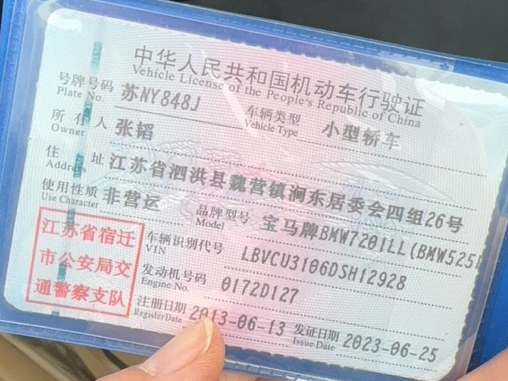 中华人民共和国机动车行驶证
Vehicle License of the People's Republic of China
号牌号码 苏NY848J 车辆类型 小型轿车
Plate No. Vehicle Type
所有人 张韬
Owner
住址 江苏省泗洪县魏营镇涧东居委会四组26号
Address
使用性质 非营运 品牌型号 宝马牌BMW7201LL(BMW525
Use Character Model
江苏省宿迁
市公安局交
通警察支队
车辆识别代号 LBVCU3106DSH12928
VIN
发动机号码 0172D127
Engine No.
注册日期 2013-06-13 发证日期 2023-06-25
Register Date Issue Date